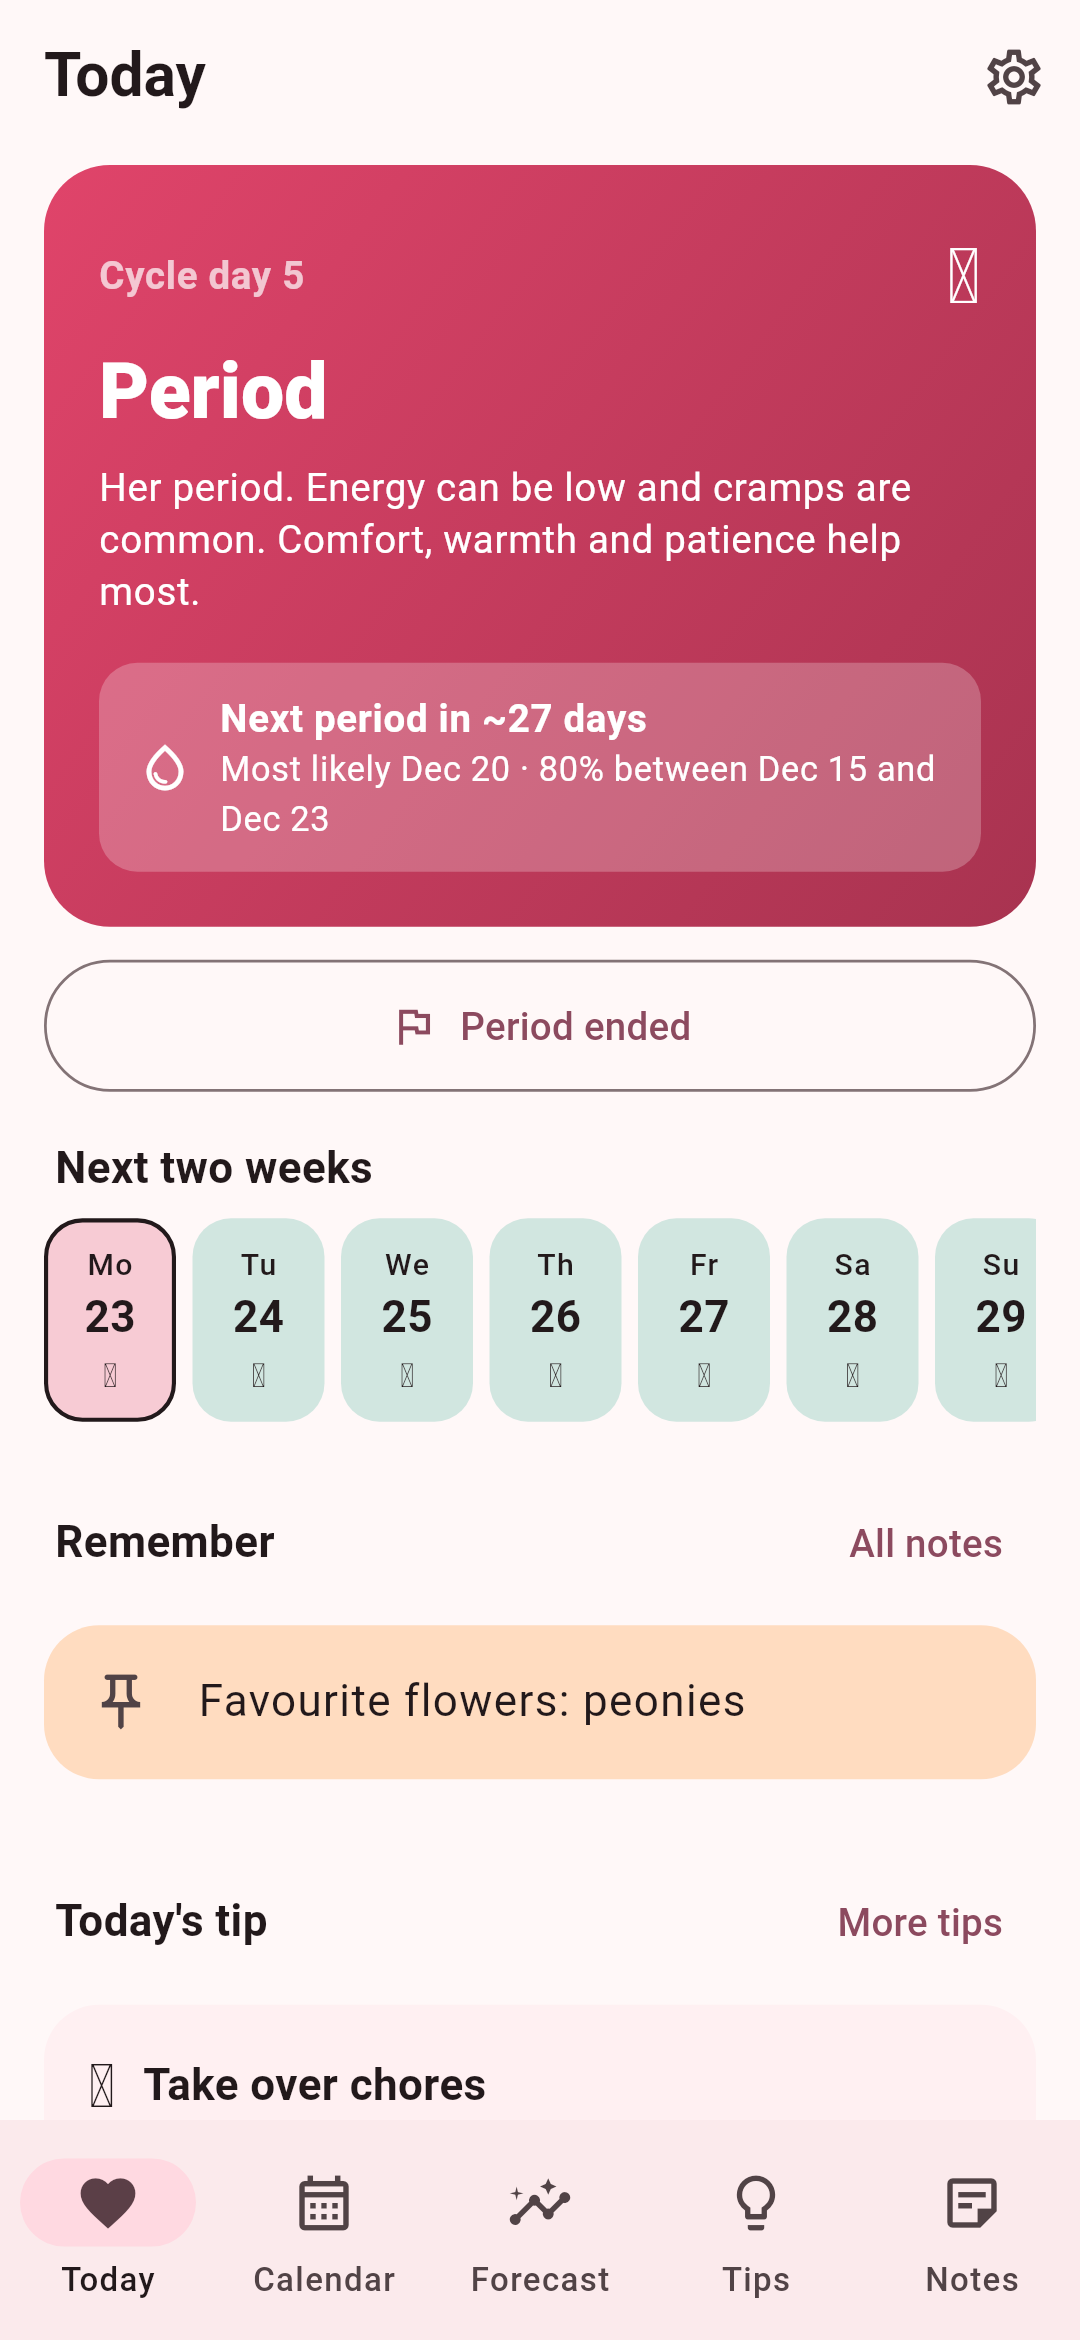 Today
Cycle day 5
Period
Her period. Energy can be low and cramps are
common. Comfort, warmth and patience help
most.
Next period in ~27 days
Most likely Dec 20 · 80% between Dec 15 and
Dec 23
Period ended
Next two weeks
Mo Tu We Th Fr Sa Su
23 24 25 26 27 28 29
Remember
All notes
Favourite flowers: peonies
Today's tip
More tips
Take over chores
Today Calendar Forecast Tips Notes